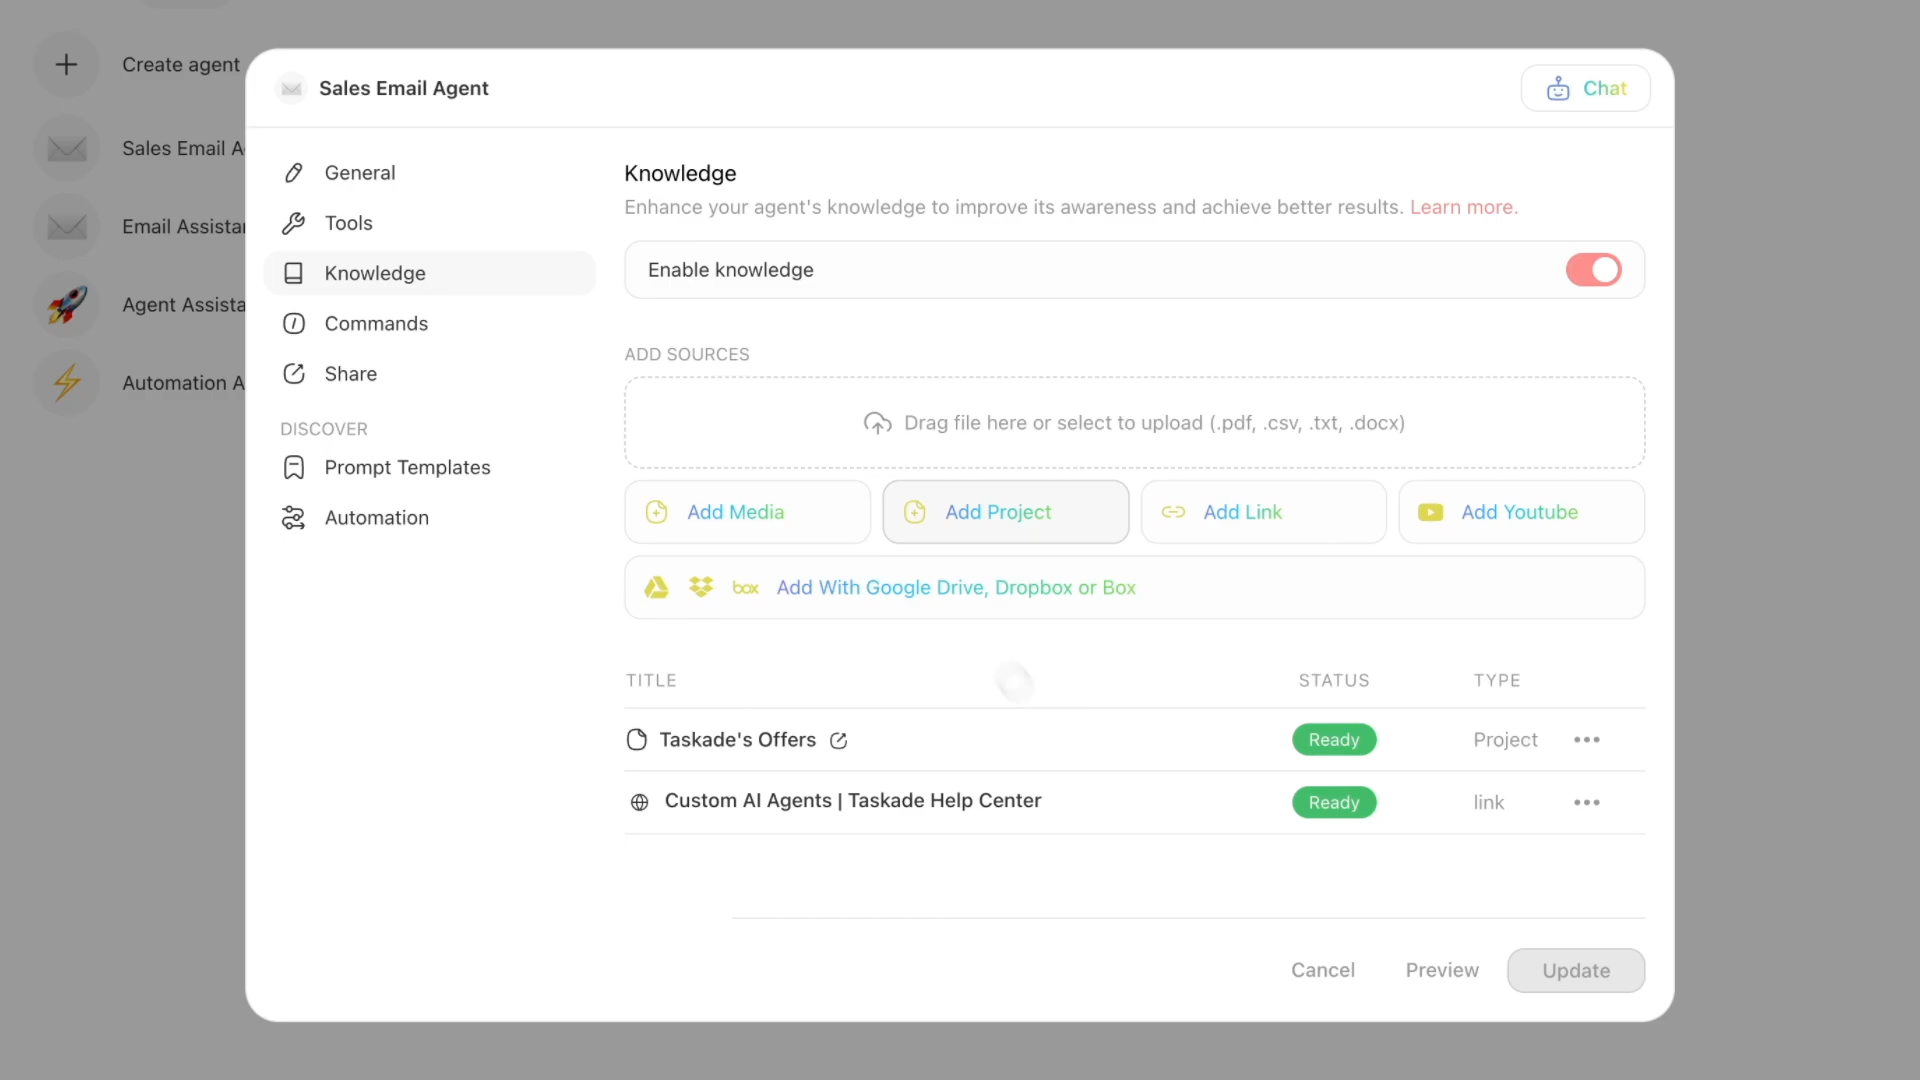 Create agent
Sales Email A
Email Assistan
Agent Assista
Automation A
Sales Email Agent
Chat
General
Tools
Knowledge
Commands
Share
DISCOVER
Prompt Templates
Automation
Knowledge
Enhance your agent's knowledge to improve its awareness and achieve better results. Learn more.
Enable knowledge
ADD SOURCES
Drag file here or select to upload (.pdf, .csv, .txt, .docx)
Add Media
Add Project
Add Link
Add Youtube
box
Add With Google Drive, Dropbox or Box
TITLE STATUS TYPE
Taskade's Offers Ready Project
Custom AI Agents | Taskade Help Center Ready link
Cancel
Preview
Update